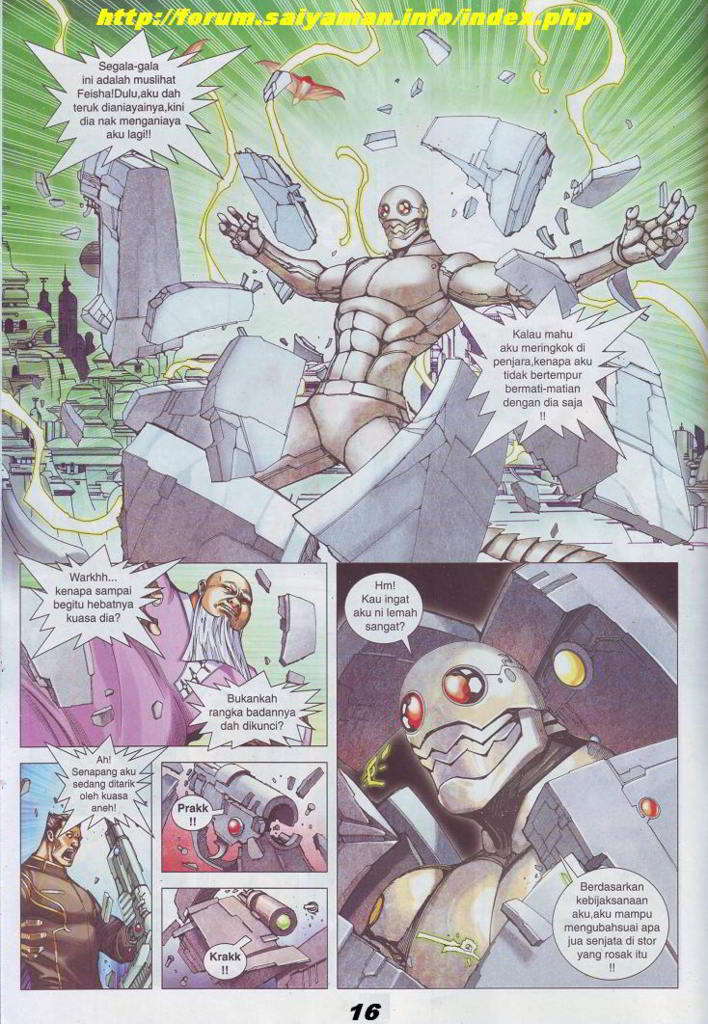 http://forum.saiyaman.info/index.php
Segala-gala
ini adalah muslihat
Feisha!Dulu,aku dah
teruk dianiayainya,kini
dia nak menganiaya
aku lagi!!
Kalau mahu
aku meringkok di
penjara,kenapa aku
tidak bertempur
bermati-matian
dengan dia saja
!!
Warkhh...
kenapa sampai
begitu hebatnya
kuasa dia?
Bukankah
rangka badannya
dah dikunci?
Ah!
Senapang aku
sedang ditarik
oleh kuasa
aneh!
Prakk
!!
Krakk
!!
Hm!
Kau ingat
aku ni lemah
sangat?
Berdasarkan
kebijaksanaan
aku,aku mampu
mengubahsuai apa
jua senjata di stor
yang rosak itu
!!
16